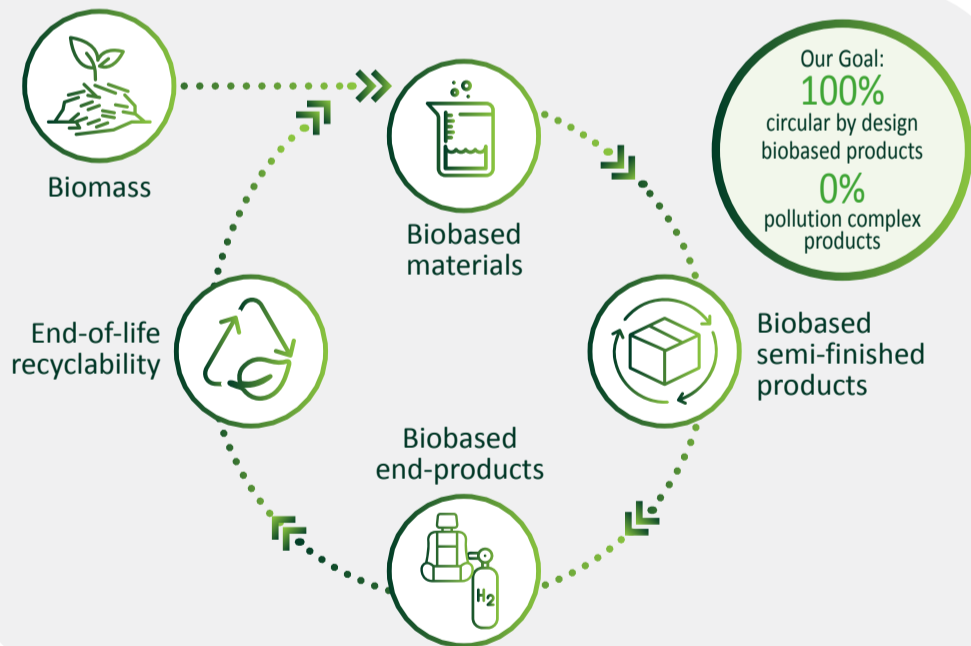 Biomass
Biobased
materials
Our Goal:
100%
circular by design
biobased products
0%
pollution complex
products
End-of-life
recyclability
Biobased
semi-finished
products
Biobased
end-products
H2